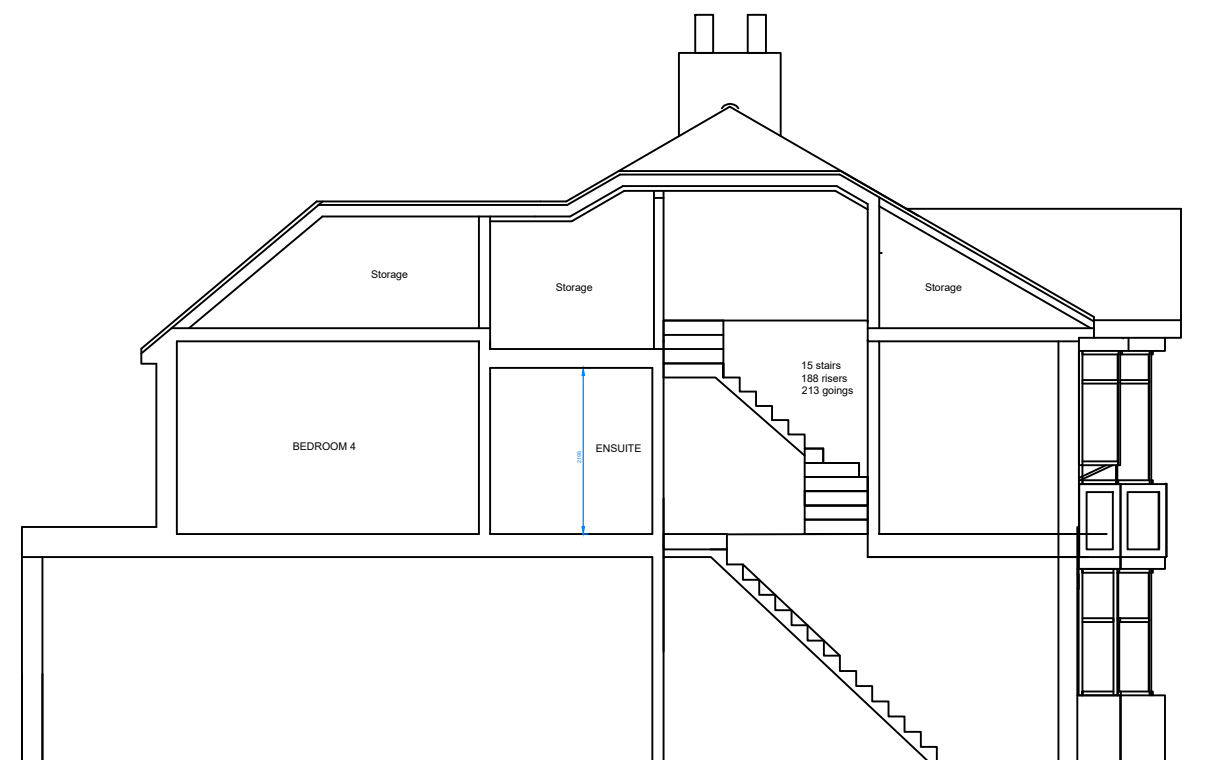 Storage
Storage
Storage
15 stairs
188 risers
213 goings
BEDROOM 4
ENSUITE